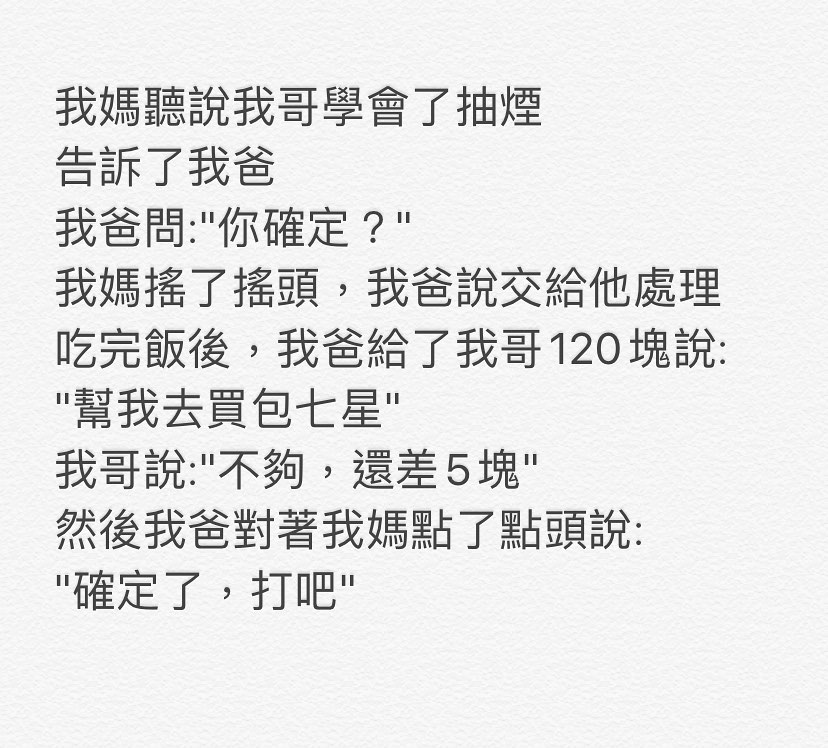 我媽聽說我哥學會了抽煙
告訴了我爸
我爸問:"你確定？"
我媽搖了搖頭，我爸說交給他處理
吃完飯後，我爸給了我哥120塊說:
"幫我去買包七星"
我哥說:"不夠，還差5塊"
然後我爸對著我媽點了點頭說:
"確定了，打吧"